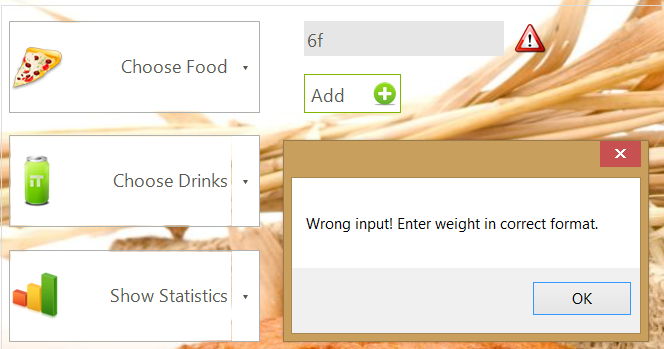 Choose Food
6f
Add
Choose Drinks
Wrong input! Enter weight in correct format.
Show Statistics
OK